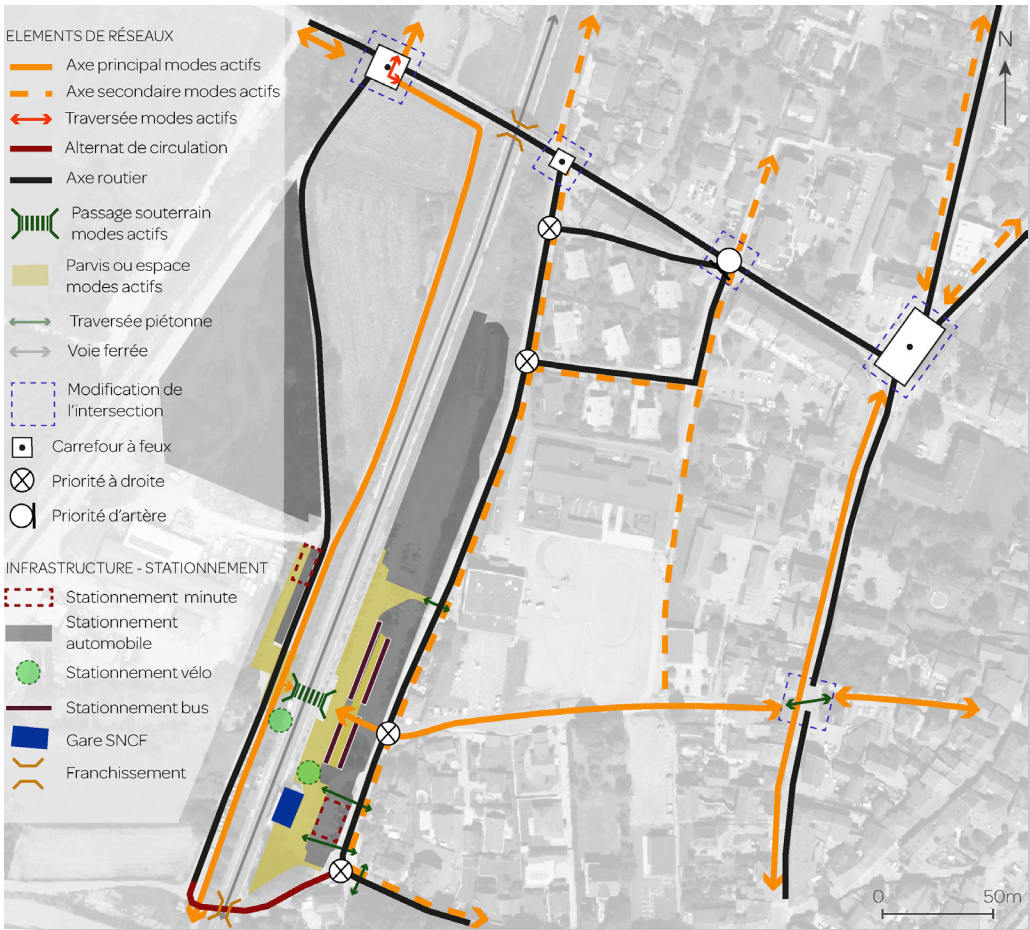 ELEMENTS DE RÉSEAUX
Axe principal modes actifs
Axe secondaire modes actifs
Traversée modes actifs
Alternat de circulation
Axe routier
Passage souterrain
modes actifs
Parvis ou espace
modes actifs
Traversée piétonne
Voie ferrée
Modification de
l'intersection
Carrefour à feux
Priorité à droite
Priorité d'artère
INFRASTRUCTURE - STATIONNEMENT
Stationnement minute
Stationnement
automobile
Stationnement vélo
Stationnement bus
Gare SNCF
Franchissement
N
0 50m